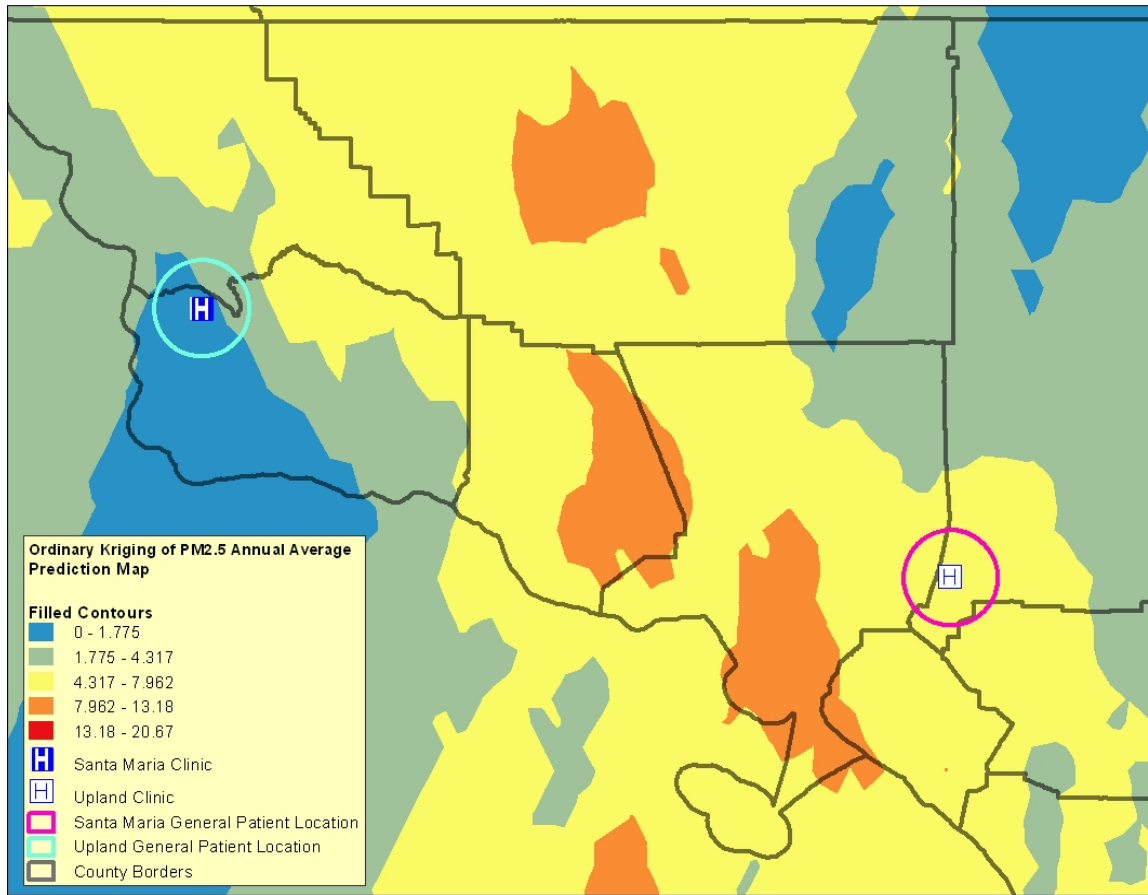 H
H
Ordinary Kriging of PM2.5 Annual Average
Prediction Map
Filled Contours
0 - 1.775
1.775 - 4.317
4.317 - 7.962
7.962 - 13.18
13.18 - 20.67
H Santa Maria Clinic
H Upland Clinic
Santa Maria General Patient Location
Upland General Patient Location
County Borders